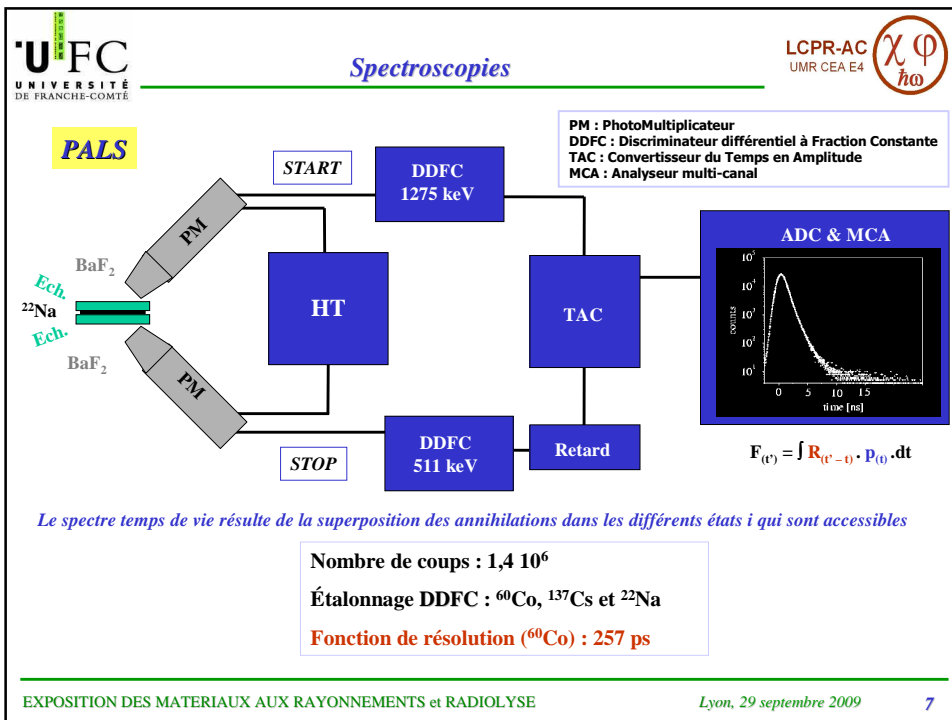 UFC
UNIVERSITÉ
DE FRANCHE-COMTÉ
Spectroscopies
LCPR-AC
UMR CEA E4
χ φ
ħω
PALS
PM : PhotoMultiplicateur
DDFC : Discriminateur différentiel à Fraction Constante
TAC : Convertisseur du Temps en Amplitude
MCA : Analyseur multi-canal
START
DDFC
1275 keV
PM
BaF₂
Ech.
²²Na
Ech.
BaF₂
PM
HT
TAC
ADC & MCA
10⁵
10⁴
10³
10²
10¹
counts
0 5 10 15
time [ns]
STOP
DDFC
511 keV
Retard
F₍ₜ'₎ = ∫ R₍ₜ' ₋ ₜ₎ . p₍ₜ₎ .dt
Le spectre temps de vie résulte de la superposition des annihilations dans les différents états i qui sont accessibles
Nombre de coups : 1,4 10⁶
Étalonnage DDFC : ⁶⁰Co, ¹³⁷Cs et ²²Na
Fonction de résolution (⁶⁰Co) : 257 ps
EXPOSITION DES MATERIAUX AUX RAYONNEMENTS et RADIOLYSE
Lyon, 29 septembre 2009
7